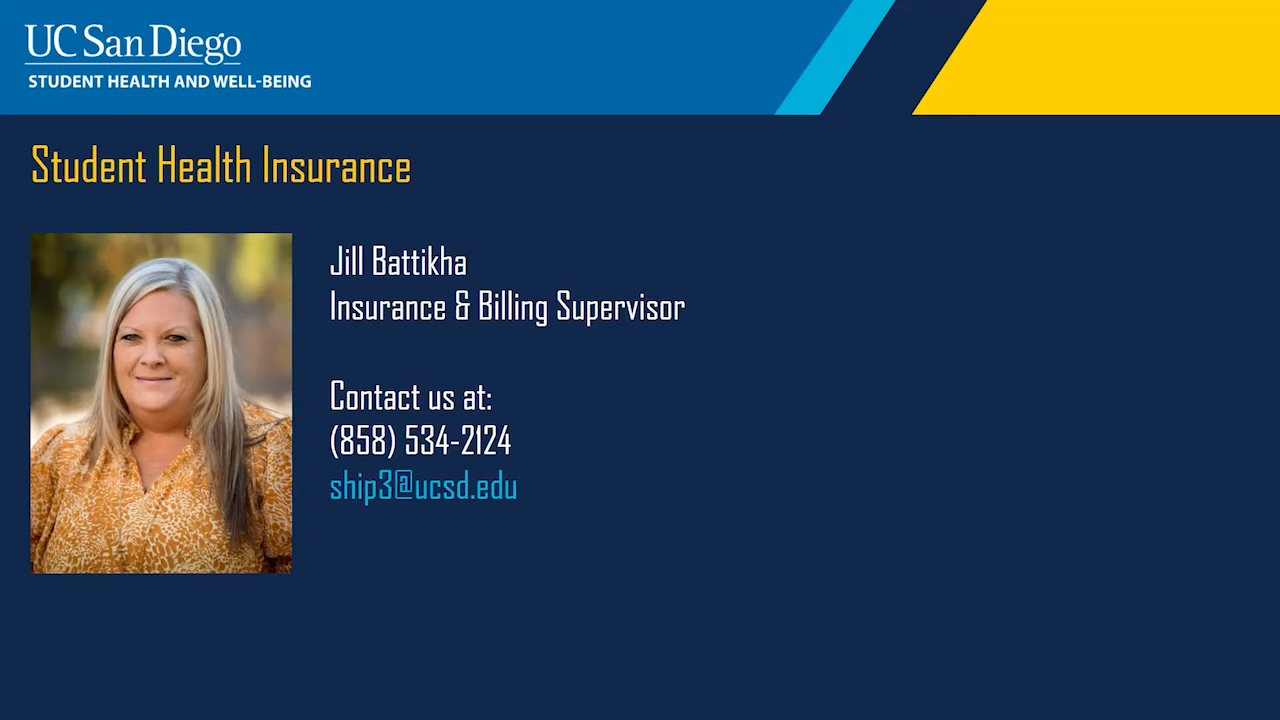 UC San Diego
STUDENT HEALTH AND WELL-BEING
Student Health Insurance
Jill Battikha
Insurance & Billing Supervisor
Contact us at:
(858) 534-2124
ship3@ucsd.edu